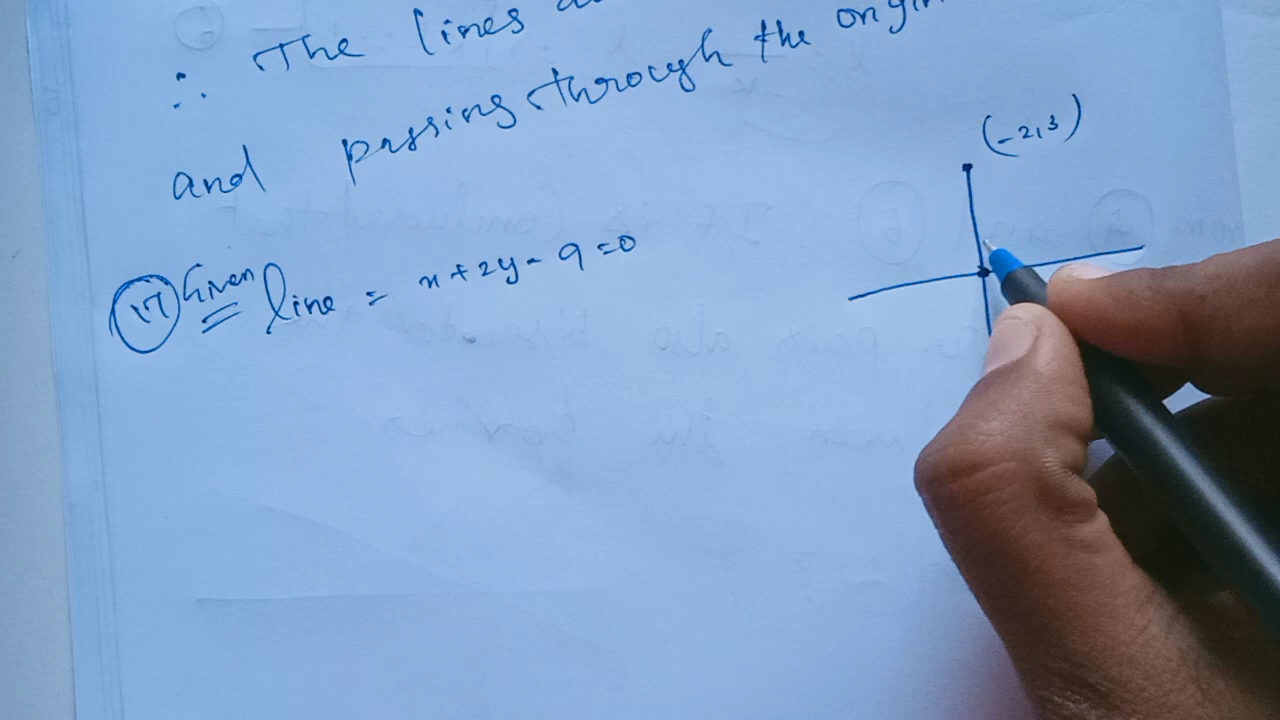 ∴ The lines
and passing through the origin
(-2,3)
17 Given line = x + 2y - 9 = 0